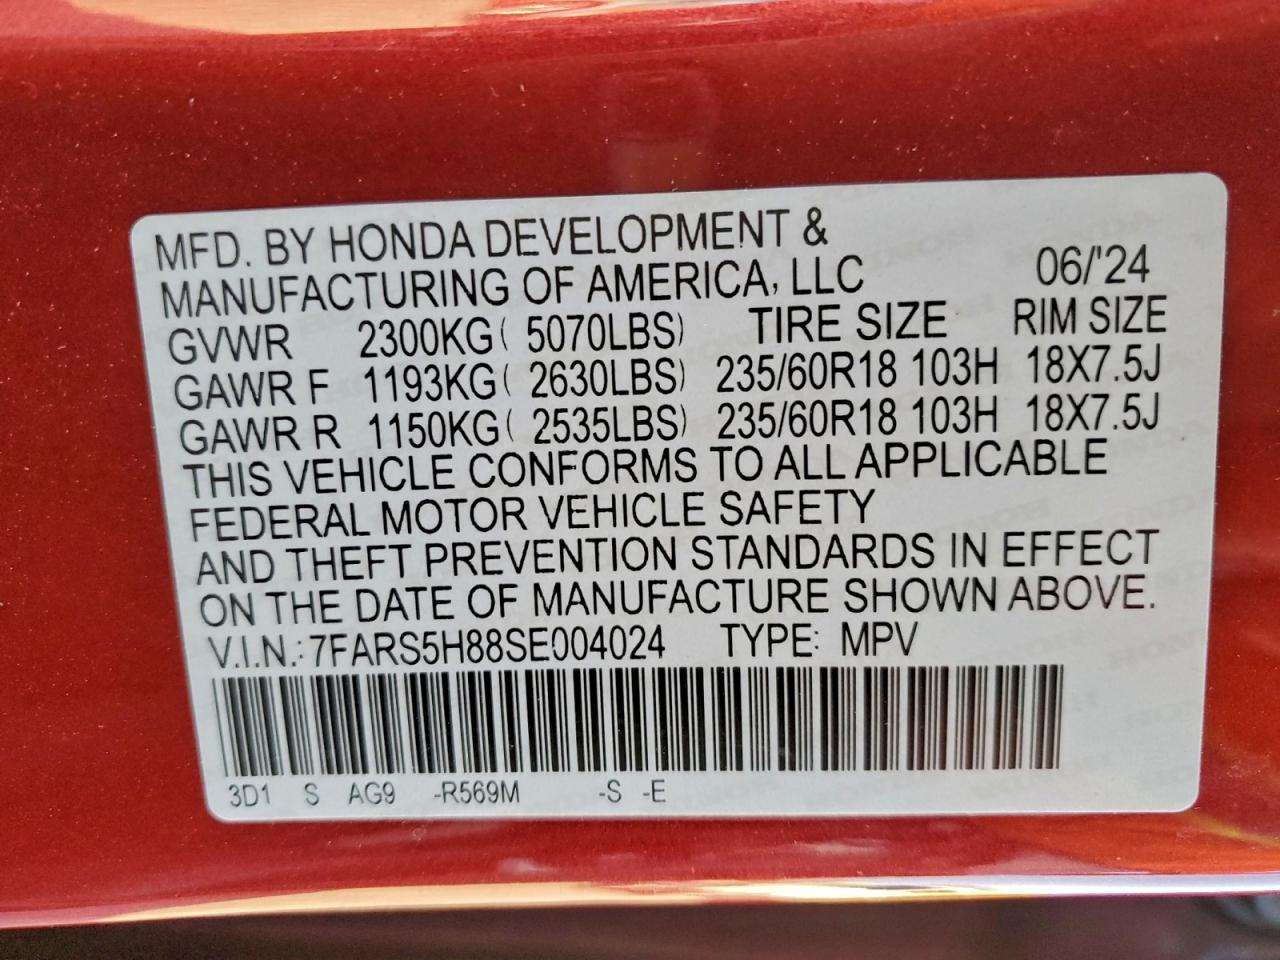 MFD. BY HONDA DEVELOPMENT &
MANUFACTURING OF AMERICA, LLC 06/'24
GVWR 2300KG( 5070LBS) TIRE SIZE RIM SIZE
GAWR F 1193KG( 2630LBS) 235/60R18 103H 18X7.5J
GAWR R 1150KG( 2535LBS) 235/60R18 103H 18X7.5J
THIS VEHICLE CONFORMS TO ALL APPLICABLE
FEDERAL MOTOR VEHICLE SAFETY
AND THEFT PREVENTION STANDARDS IN EFFECT
ON THE DATE OF MANUFACTURE SHOWN ABOVE.
V.I.N.: 7FARS5H88SE004024 TYPE: MPV
3D1 S AG9 -R569M -S -E